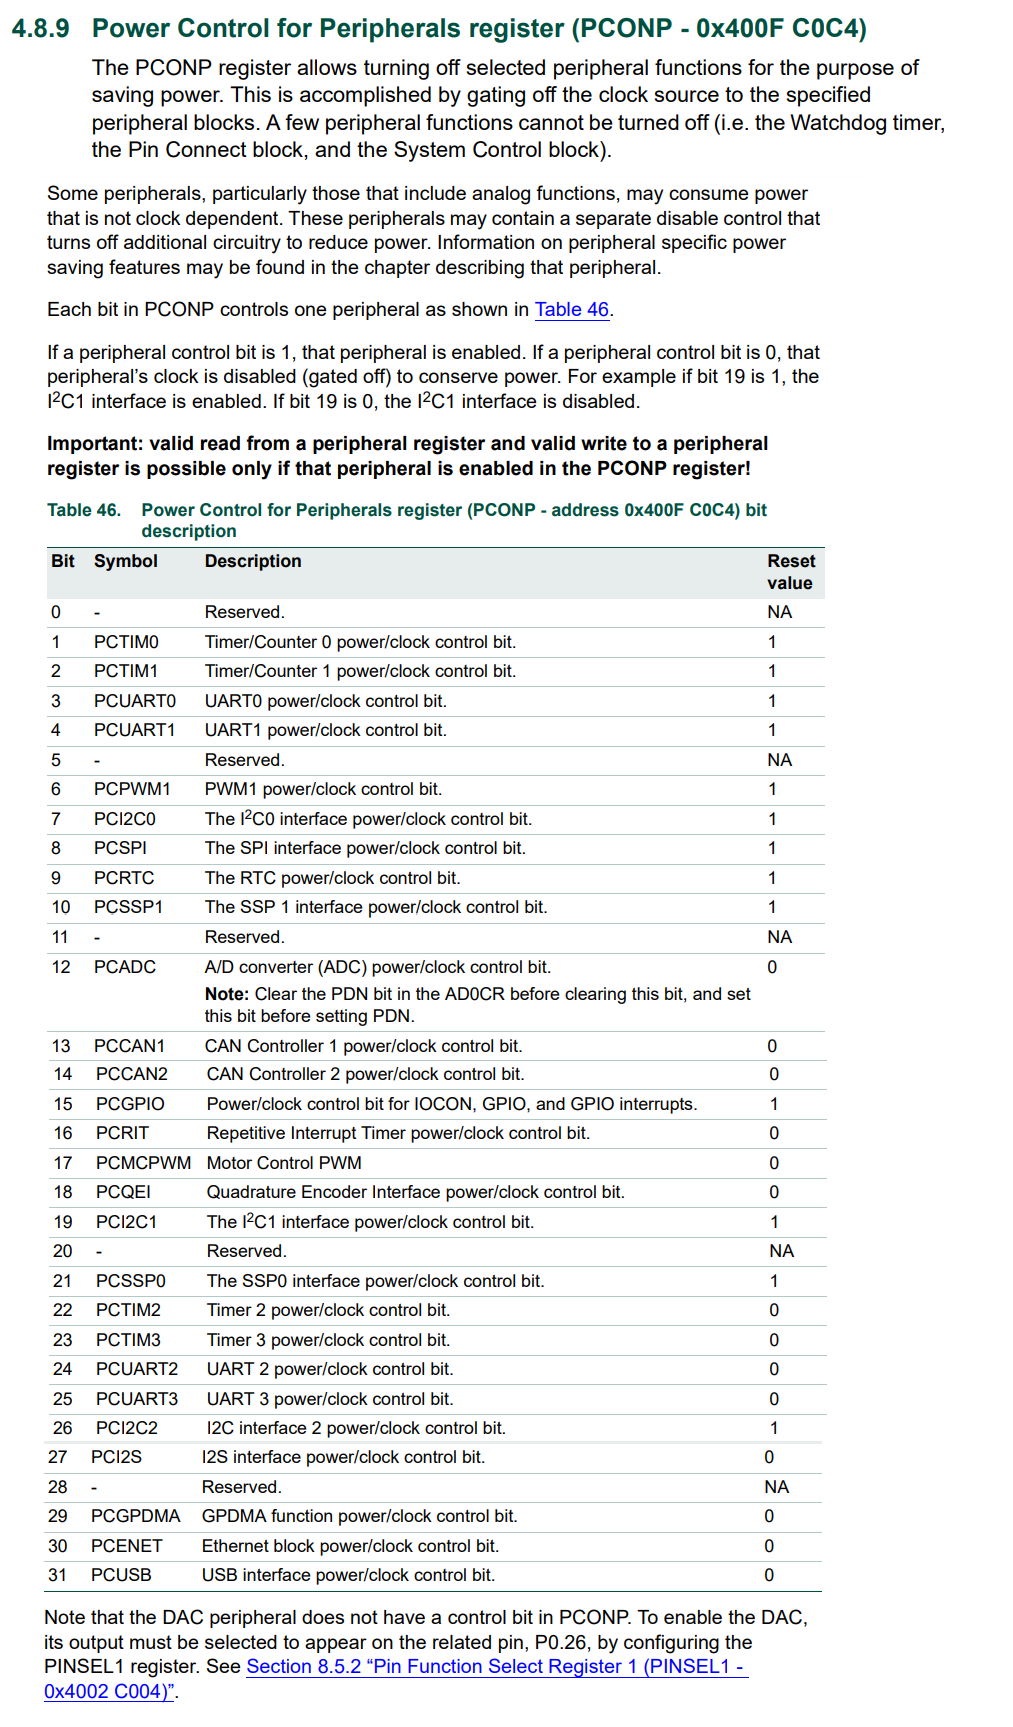 4.8.9 Power Control for Peripherals register (PCONP - 0x400F C0C4)
The PCONP register allows turning off selected peripheral functions for the purpose of
saving power. This is accomplished by gating off the clock source to the specified
peripheral blocks. A few peripheral functions cannot be turned off (i.e. the Watchdog timer,
the Pin Connect block, and the System Control block).
Some peripherals, particularly those that include analog functions, may consume power
that is not clock dependent. These peripherals may contain a separate disable control that
turns off additional circuitry to reduce power. Information on peripheral specific power
saving features may be found in the chapter describing that peripheral.
Each bit in PCONP controls one peripheral as shown in Table 46.
If a peripheral control bit is 1, that peripheral is enabled. If a peripheral control bit is 0, that
peripheral's clock is disabled (gated off) to conserve power. For example if bit 19 is 1, the
I²C1 interface is enabled. If bit 19 is 0, the I²C1 interface is disabled.
Important: valid read from a peripheral register and valid write to a peripheral
register is possible only if that peripheral is enabled in the PCONP register!
Table 46. Power Control for Peripherals register (PCONP - address 0x400F C0C4) bit
description
Bit Symbol Description Reset
value
0 - Reserved. NA
1 PCTIM0 Timer/Counter 0 power/clock control bit. 1
2 PCTIM1 Timer/Counter 1 power/clock control bit. 1
3 PCUART0 UART0 power/clock control bit. 1
4 PCUART1 UART1 power/clock control bit. 1
5 - Reserved. NA
6 PCPWM1 PWM1 power/clock control bit. 1
7 PCI2C0 The I²C0 interface power/clock control bit. 1
8 PCSPI The SPI interface power/clock control bit. 1
9 PCRTC The RTC power/clock control bit. 1
10 PCSSP1 The SSP 1 interface power/clock control bit. 1
11 - Reserved. NA
12 PCADC A/D converter (ADC) power/clock control bit. 0
Note: Clear the PDN bit in the AD0CR before clearing this bit, and set
this bit before setting PDN.
13 PCCAN1 CAN Controller 1 power/clock control bit. 0
14 PCCAN2 CAN Controller 2 power/clock control bit. 0
15 PCGPIO Power/clock control bit for IOCON, GPIO, and GPIO interrupts. 1
16 PCRIT Repetitive Interrupt Timer power/clock control bit. 0
17 PCMCPWM Motor Control PWM 0
18 PCQEI Quadrature Encoder Interface power/clock control bit. 0
19 PCI2C1 The I²C1 interface power/clock control bit. 1
20 - Reserved. NA
21 PCSSP0 The SSP0 interface power/clock control bit. 1
22 PCTIM2 Timer 2 power/clock control bit. 0
23 PCTIM3 Timer 3 power/clock control bit. 0
24 PCUART2 UART 2 power/clock control bit. 0
25 PCUART3 UART 3 power/clock control bit. 0
26 PCI2C2 I2C interface 2 power/clock control bit. 1
27 PCI2S I2S interface power/clock control bit. 0
28 - Reserved. NA
29 PCGPDMA GPDMA function power/clock control bit. 0
30 PCENET Ethernet block power/clock control bit. 0
31 PCUSB USB interface power/clock control bit. 0
Note that the DAC peripheral does not have a control bit in PCONP. To enable the DAC,
its output must be selected to appear on the related pin, P0.26, by configuring the
PINSEL1 register. See Section 8.5.2 “Pin Function Select Register 1 (PINSEL1 -
0x4002 C004)”.